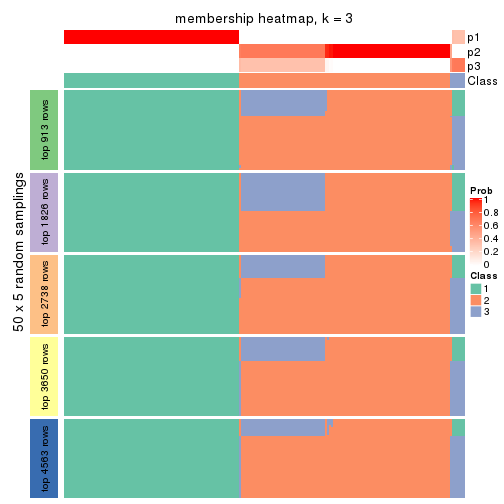 membership heatmap, k = 3
p1
p2
p3
Class
50 x 5 random samplings
top 913 rows
top 1826 rows
top 2738 rows
top 3650 rows
top 4563 rows
Prob
1
0.8
0.6
0.4
0.2
0
Class
1
2
3